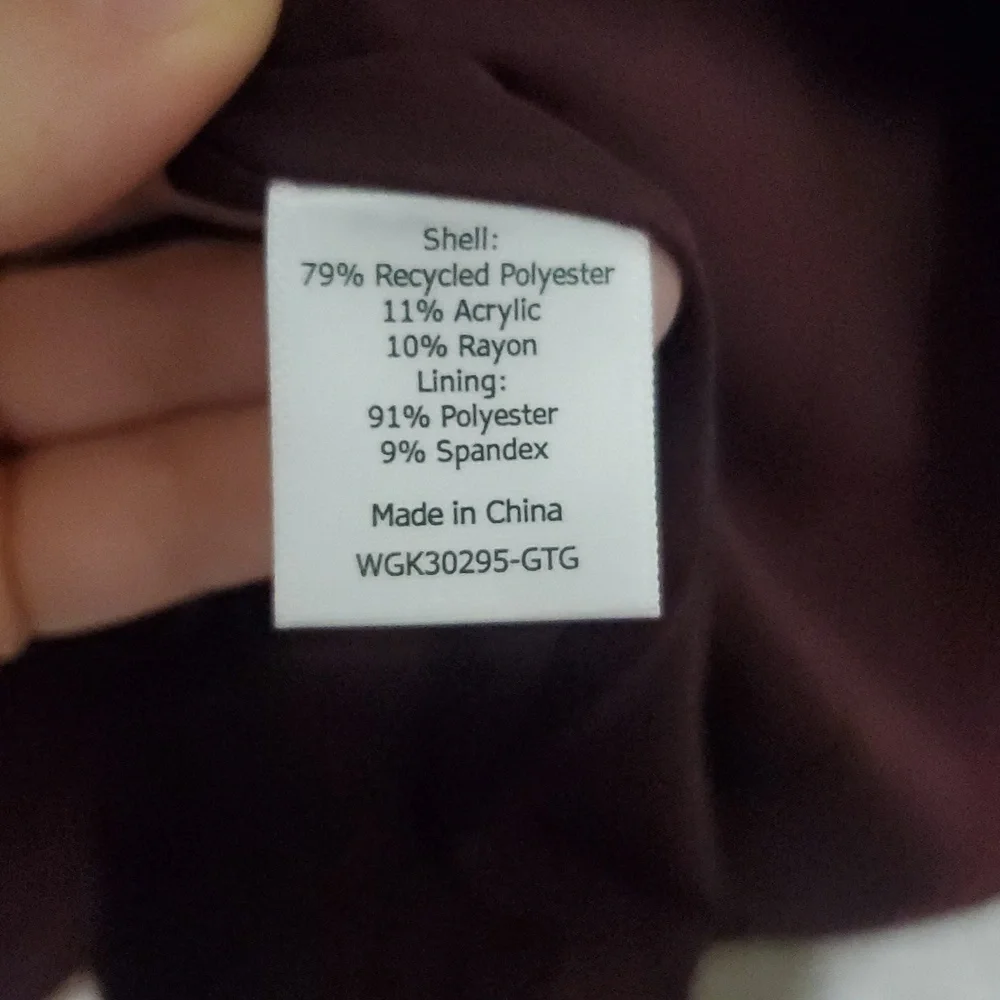 Shell:
79% Recycled Polyester
11% Acrylic
10% Rayon
Lining:
91% Polyester
9% Spandex
Made in China
WGK30295-GTG